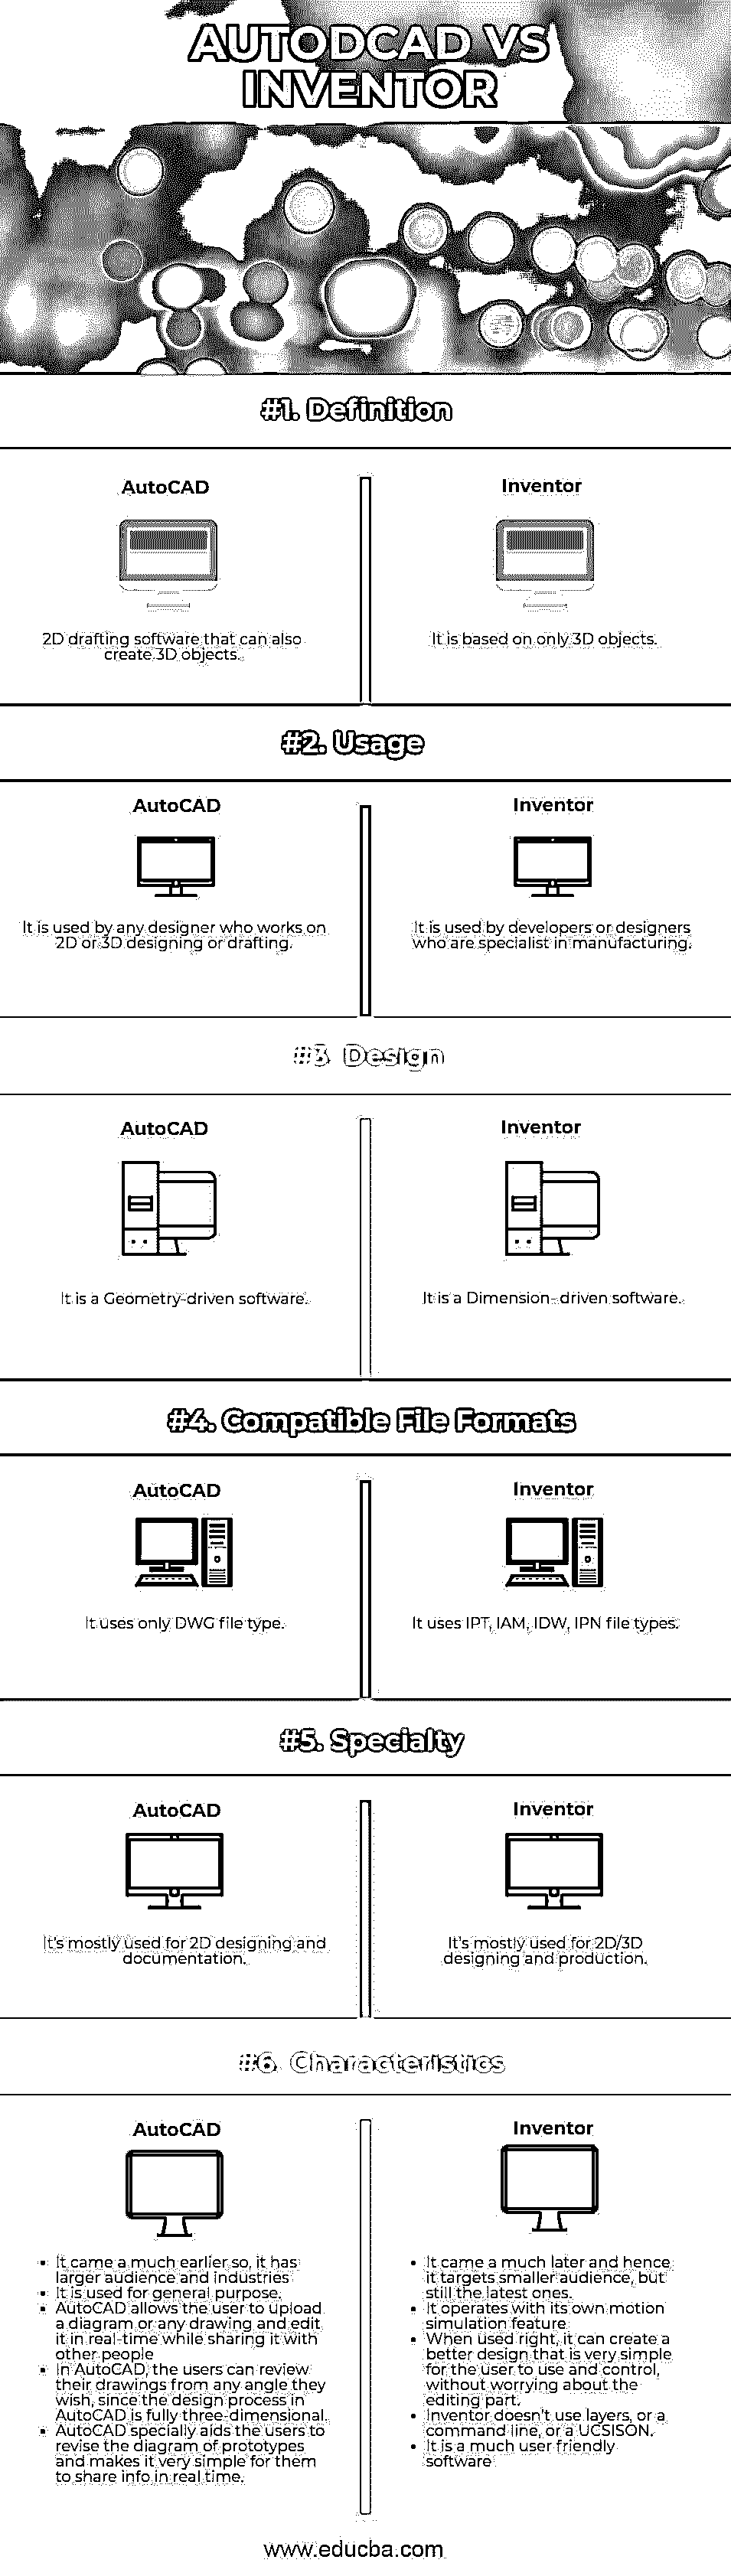 AUTODCAD VS
INVENTOR
#1. Definition
AutoCAD
2D drafting software that can also
create 3D objects.
Inventor
It is based on only 3D objects.
#2. Usage
AutoCAD
It is used by any designer who works on
2D or 3D designing or drafting.
Inventor
It is used by developers or designers
who are specialist in manufacturing.
#3 Design
AutoCAD
It is a Geometry-driven software.
Inventor
It is a Dimension- driven software.
#4. Compatible File Formats
AutoCAD
It uses only DWG file type.
Inventor
It uses IPT, IAM, IDW, IPN file types.
#5. Specialty
AutoCAD
It's mostly used for 2D designing and
documentation.
Inventor
It's mostly used for 2D/3D
designing and production.
#6. Characteristics
AutoCAD
It came a much earlier so, it has
larger audience and industries
It is used for general purpose.
AutoCAD allows the user to upload
a diagram or any drawing and edit
it in real-time while sharing it with
other people
In AutoCAD, the users can review
their drawings from any angle they
wish, since the design process in
AutoCAD is fully three-dimensional.
AutoCAD specially aids the users to
revise the diagram of prototypes
and makes it very simple for them
to share info in real time.
Inventor
It came a much later and hence
it targets smaller audience, but
still the latest ones.
It operates with its own motion
simulation feature
When used right, it can create a
better design that is very simple
for the user to use and control,
without worrying about the
editing part.
Inventor doesn't use layers, or a
command line, or a UCSISON.
It is a much user friendly
software
www.educba.com